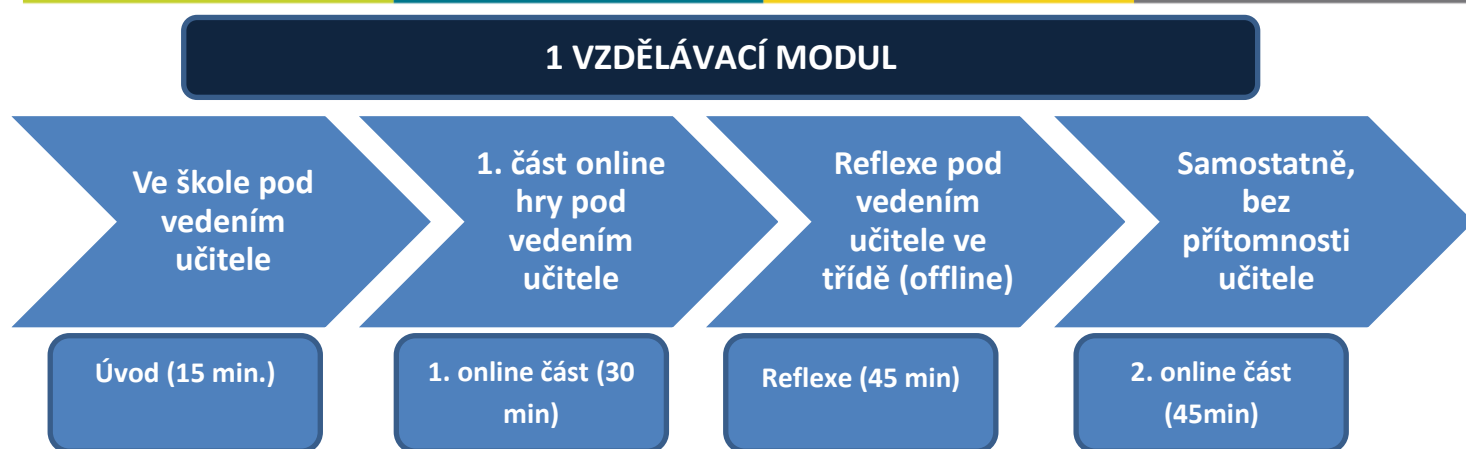 1 VZDĚLÁVACÍ MODUL
Ve škole pod
vedením
učitele
1. část online
hry pod
vedením
učitele
Reflexe pod
vedením
učitele ve
třídě (offline)
Samostatně,
bez
přítomnosti
učitele
Úvod (15 min.)
1. online část (30
min)
Reflexe (45 min)
2. online část
(45min)